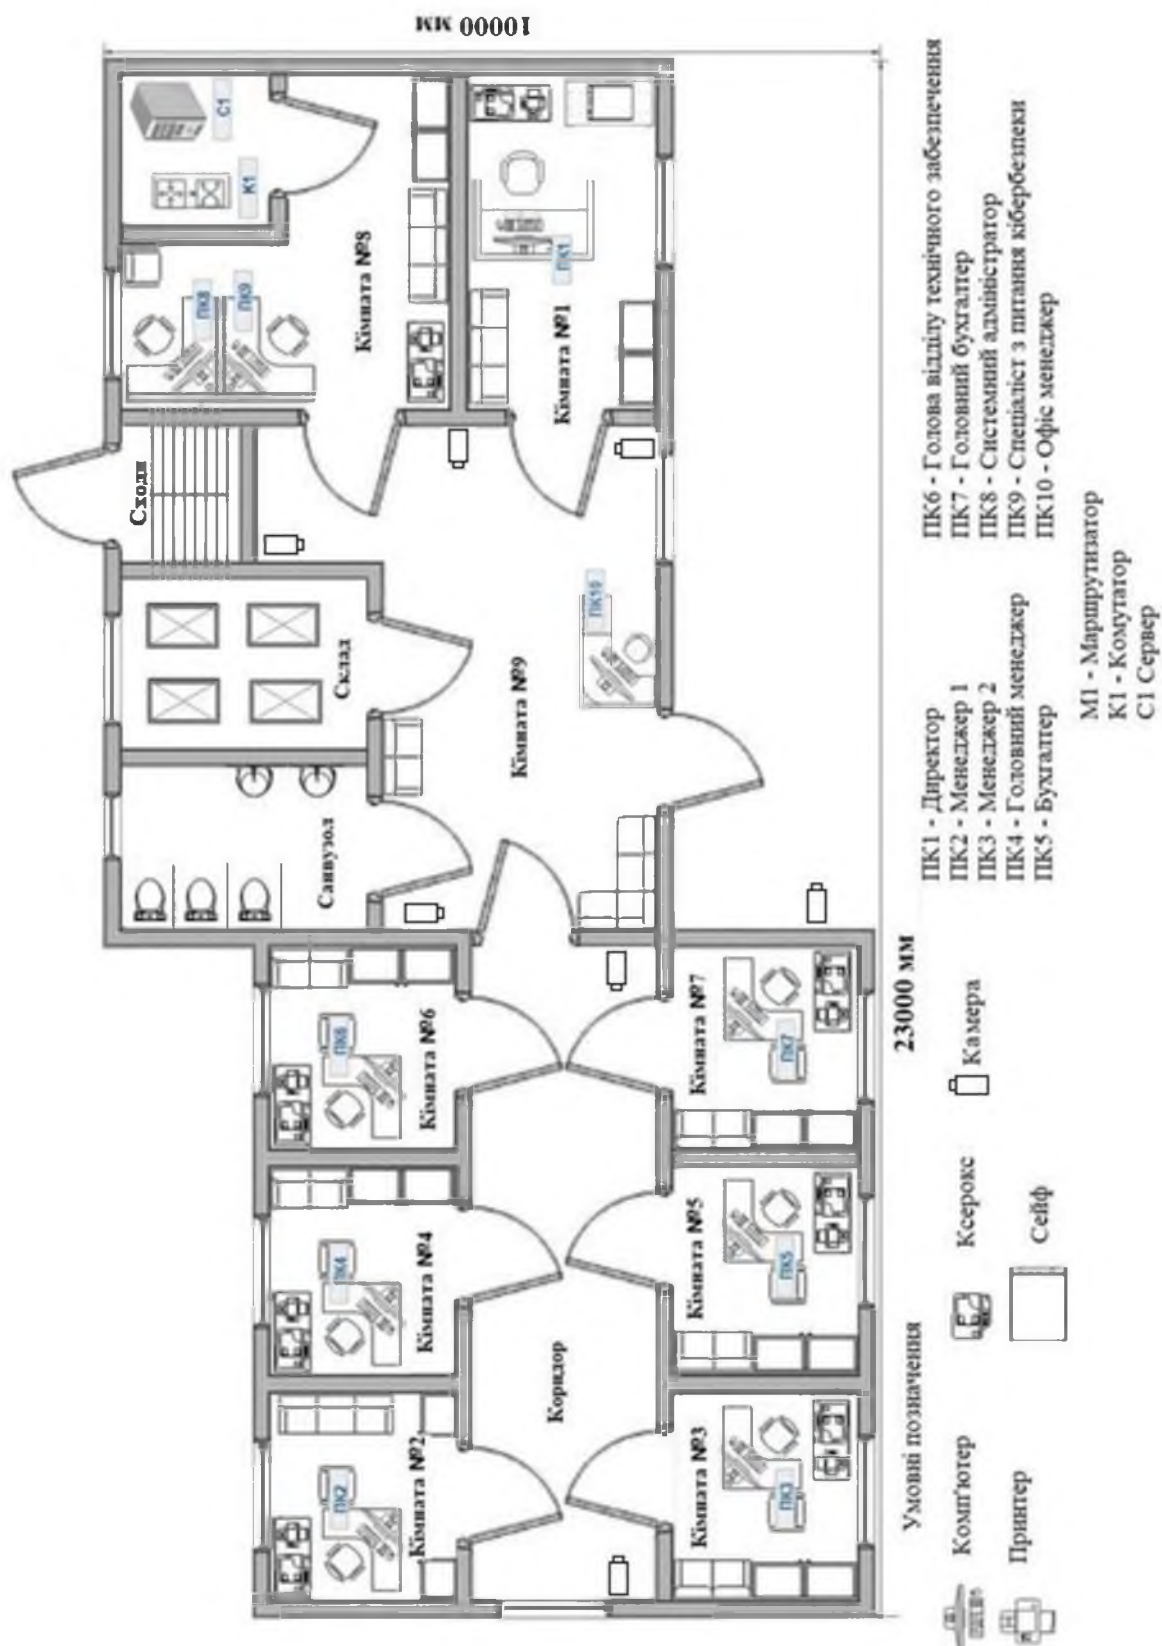 10000 мм
Сходи
ПК8
С1
ПК9
К1
Санвузол
Склад
Кімната №8
ПК2
ПК4
ПК6
Кімната №2
Кімната №4
Кімната №6
Кімната №9
Коридор
Кімната №1
ПК1
ПК10
Кімната №3
Кімната №5
Кімната №7
ПК3
ПК5
ПК7
23000 мм
Умовні позначення
Комп'ютер
Ксерокс
Камера
Принтер
Сейф
ПК1 - Директор
ПК2 - Менеджер 1
ПК3 - Менеджер 2
ПК4 - Головний менеджер
ПК5 - Бухгалтер
ПК6 - Голова відділу технічного забезпечення
ПК7 - Головний бухгалтер
ПК8 - Системний адміністратор
ПК9 - Спеціаліст з питання кібербезпеки
ПК10 - Офіс менеджер
М1 - Маршрутизатор
К1 - Комутатор
С1 Сервер